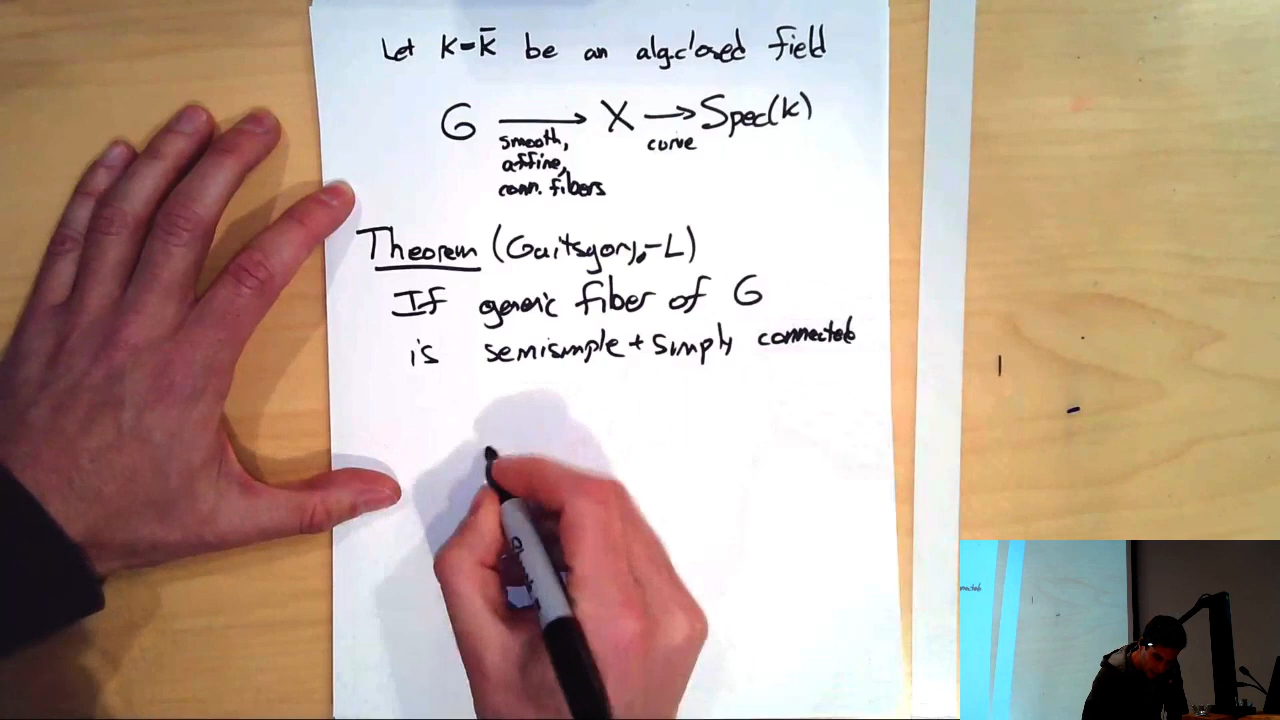 Let K=k̄ be an alg.closed field
G → X → Spec(k)
smooth, curve
affine,
conn. fibers
Theorem (Gaitsgory,-L)
If generic fiber of G
is semisimple + simply connected